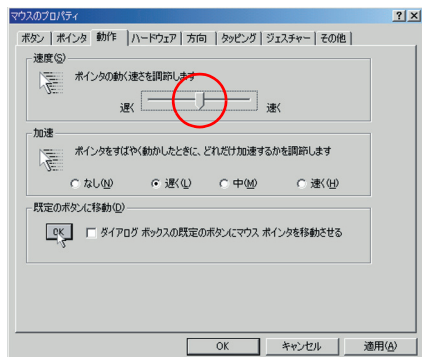 マウスのプロパティ
ボタン ポインタ 動作 ハードウェア 方向 タッピング ジェスチャー その他
速度(S)
ポインタの動く速さを調節します
遅く 速く
加速
ポインタをすばやく動かしたときに、どれだけ加速するかを調節します
なし(N) 遅く(L) 中(M) 速く(H)
既定のボタンに移動(D)
OK ダイアログ ボックスの既定のボタンにマウス ポインタを移動させる
OK キャンセル 適用(A)